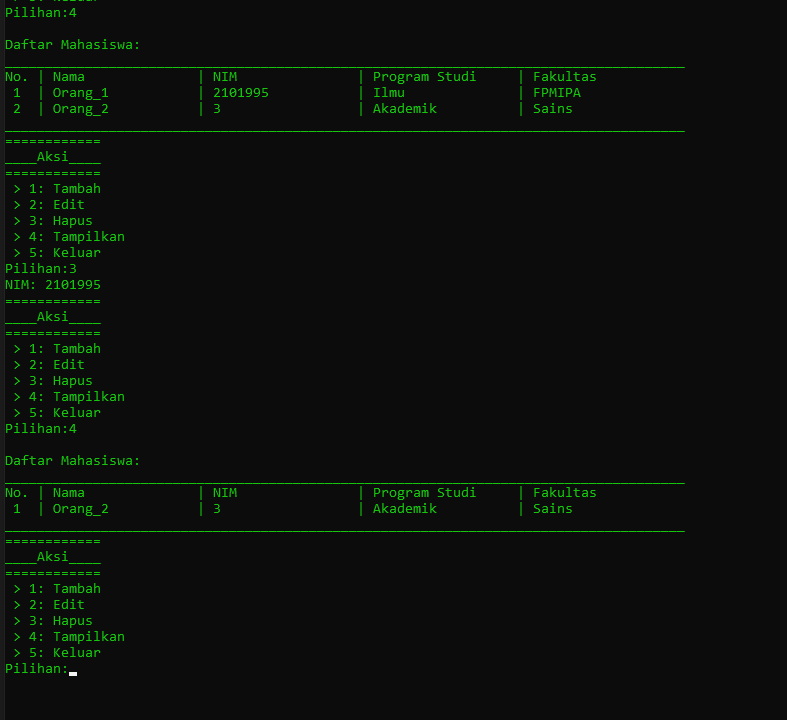 Pilihan:4
Daftar Mahasiswa:
No. | Nama | NIM | Program Studi | Fakultas
1 | Orang_1 | 2101995 | Ilmu | FPMIPA
2 | Orang_2 | 3 | Akademik | Sains
============
____Aksi____
============
> 1: Tambah
> 2: Edit
> 3: Hapus
> 4: Tampilkan
> 5: Keluar
Pilihan:3
NIM: 2101995
============
____Aksi____
============
> 1: Tambah
> 2: Edit
> 3: Hapus
> 4: Tampilkan
> 5: Keluar
Pilihan:4
Daftar Mahasiswa:
No. | Nama | NIM | Program Studi | Fakultas
1 | Orang_2 | 3 | Akademik | Sains
============
____Aksi____
============
> 1: Tambah
> 2: Edit
> 3: Hapus
> 4: Tampilkan
> 5: Keluar
Pilihan: